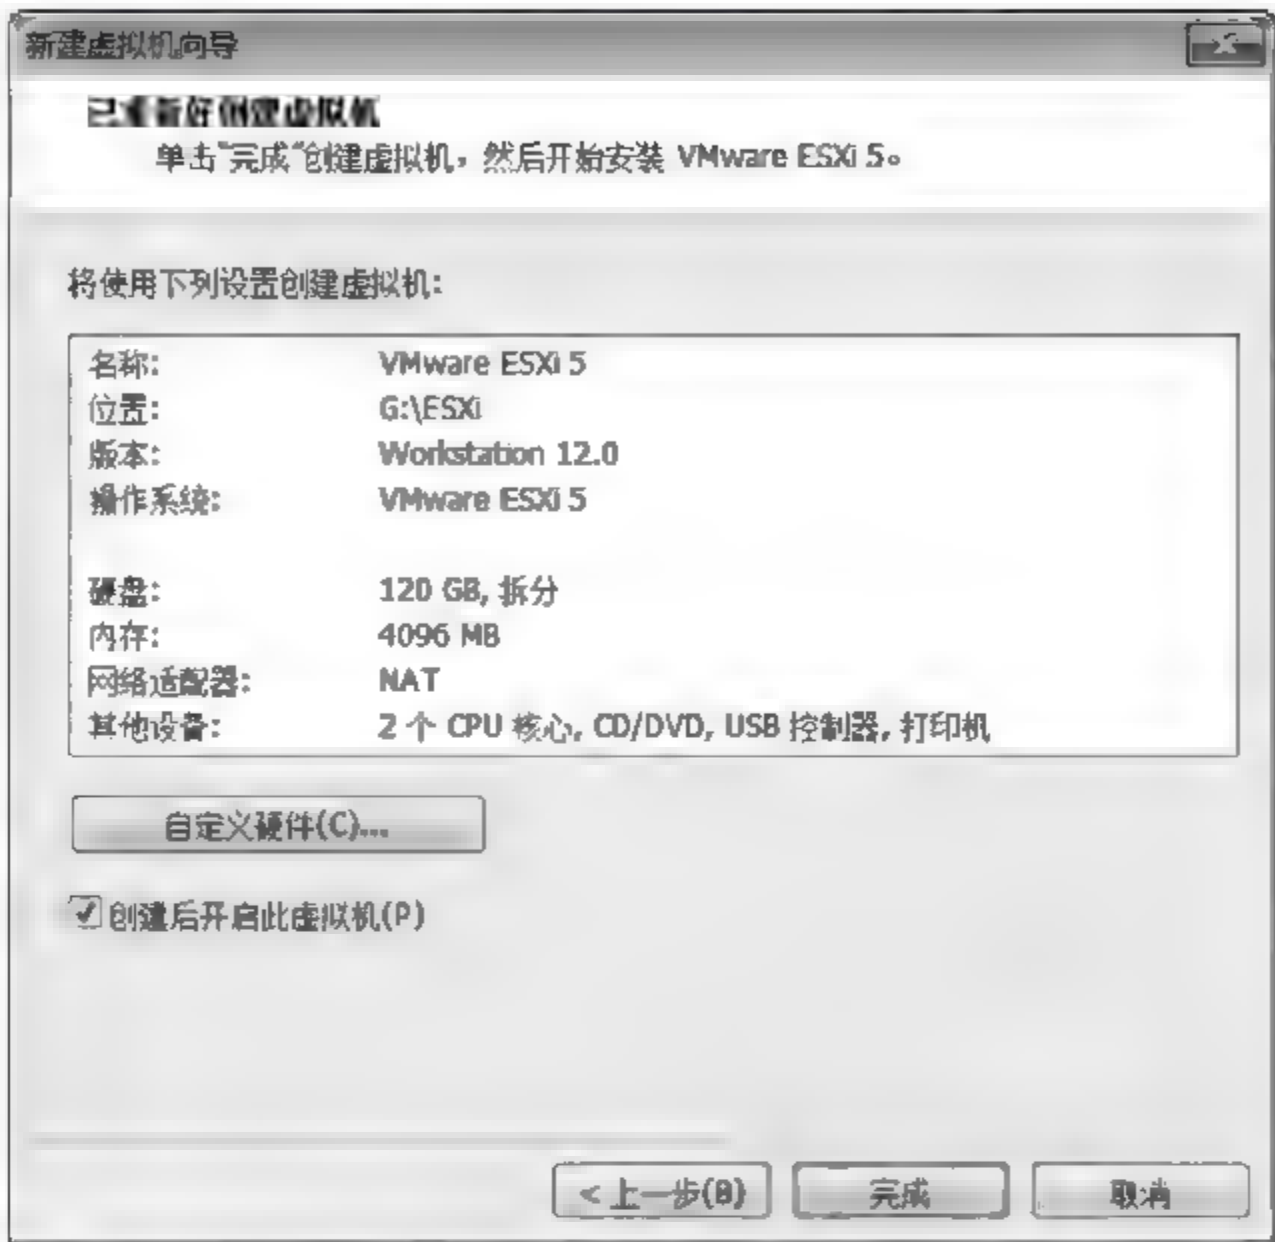 新建虚拟机向导
已准备好创建虚拟机
单击"完成"创建虚拟机，然后开始安装 VMware ESXi 5。
将使用下列设置创建虚拟机:
名称: VMware ESXi 5
位置: G:\ESXi
版本: Workstation 12.0
操作系统: VMware ESXi 5
硬盘: 120 GB, 拆分
内存: 4096 MB
网络适配器: NAT
其他设备: 2 个 CPU 核心, CD/DVD, USB 控制器, 打印机
自定义硬件(C)...
创建后开启此虚拟机(P)
< 上一步(B)
完成
取消